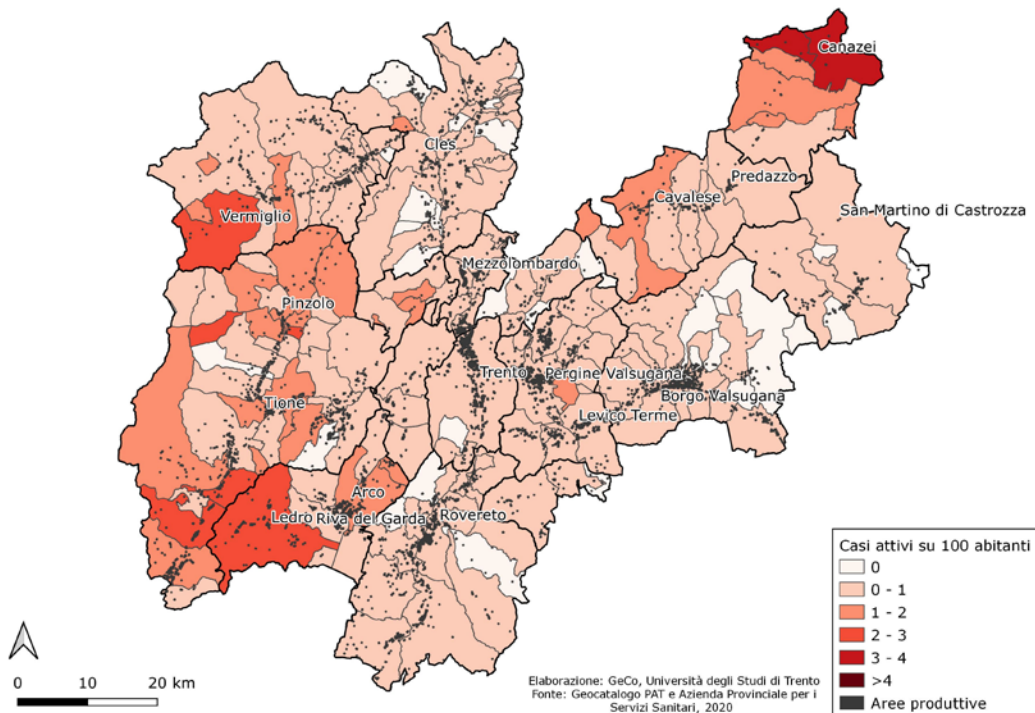 Canazei
Cles
Predazzo
Cavalese
San Martino di Castrozza
Vermiglio
Mezzolombardo
Pinzolo
Trento
Pergine Valsugana
Borgo Valsugana
Tione
Levico Terme
Arco
Ledro
Riva del Garda
Rovereto
Casi attivi su 100 abitanti
0
0 - 1
1 - 2
2 - 3
3 - 4
>4
Aree produttive
0 10 20 km
Elaborazione: GeCo, Università degli Studi di Trento
Fonte: Geocatalogo PAT e Azienda Provinciale per i
Servizi Sanitari, 2020